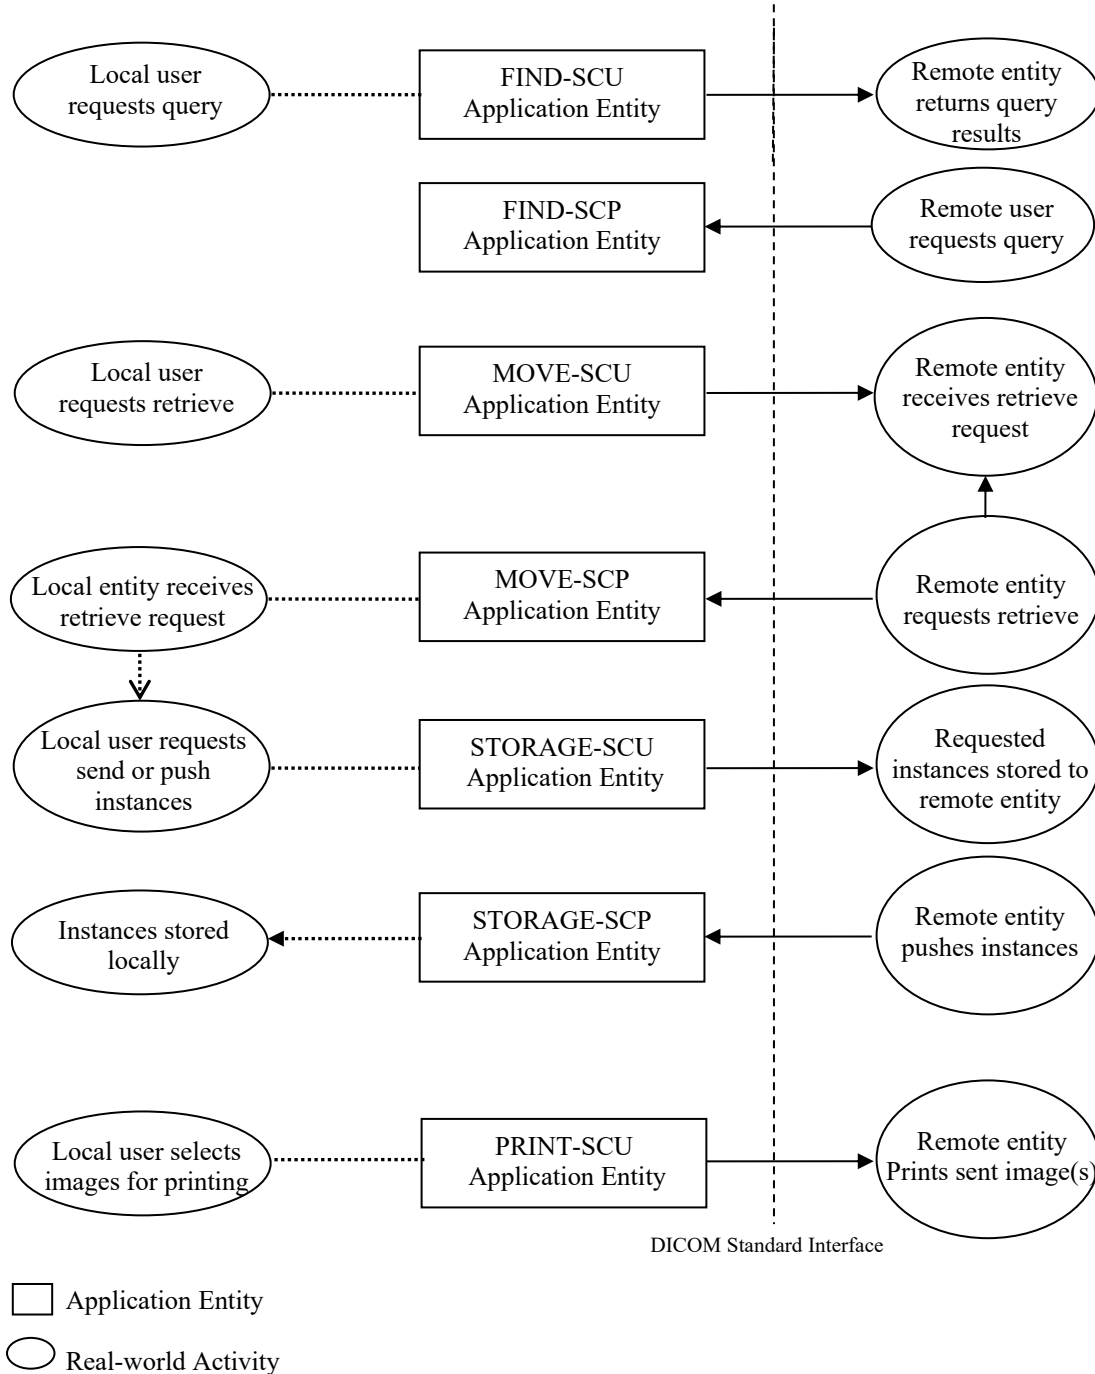 Local user
requests query
FIND-SCU
Application Entity
Remote entity
returns query
results
FIND-SCP
Application Entity
Remote user
requests query
Local user
requests retrieve
MOVE-SCU
Application Entity
Remote entity
receives retrieve
request
Local entity receives
retrieve request
MOVE-SCP
Application Entity
Remote entity
requests retrieve
Local user requests
send or push
instances
STORAGE-SCU
Application Entity
Requested
instances stored to
remote entity
Instances stored
locally
STORAGE-SCP
Application Entity
Remote entity
pushes instances
Local user selects
images for printing
PRINT-SCU
Application Entity
Remote entity
Prints sent image(s)
DICOM Standard Interface
Application Entity
Real-world Activity